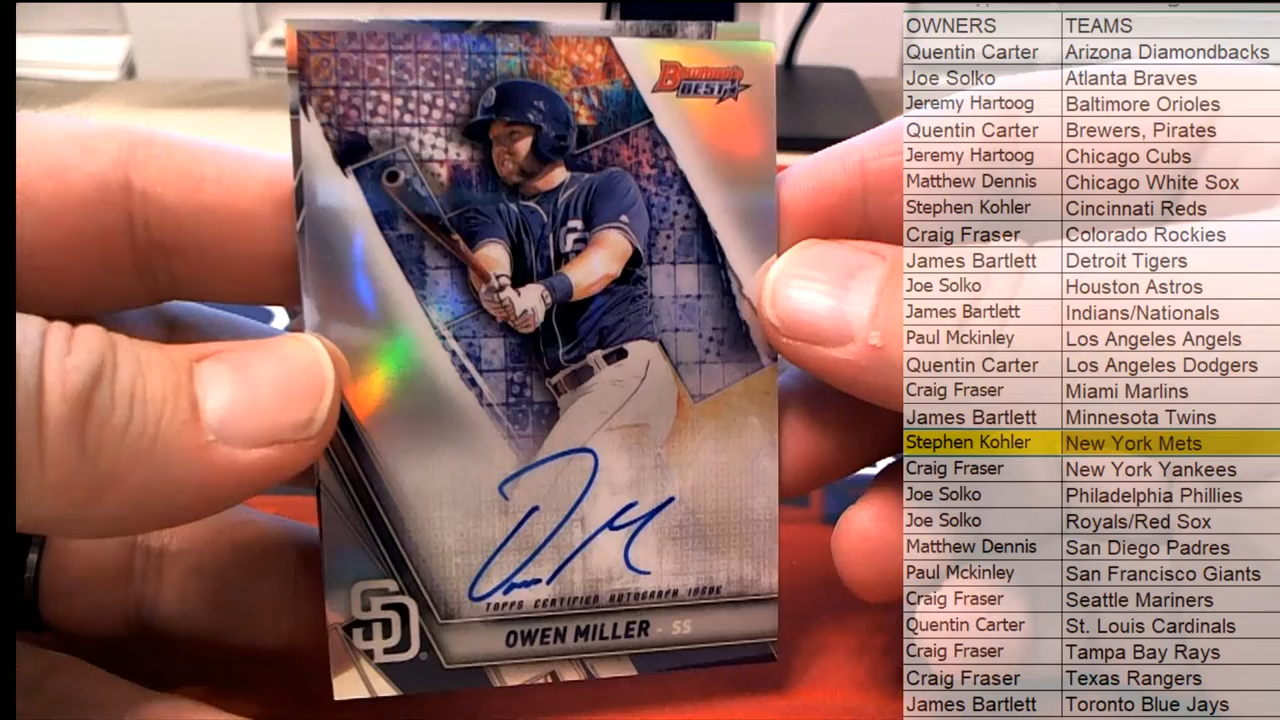 Bowman's
BEST
TOPPS CERTIFIED AUTOGRAPH ISSUE
OWEN MILLER - SS
SD
OWNERS TEAMS
Quentin Carter Arizona Diamondbacks
Joe Solko Atlanta Braves
Jeremy Hartoog Baltimore Orioles
Quentin Carter Brewers, Pirates
Jeremy Hartoog Chicago Cubs
Matthew Dennis Chicago White Sox
Stephen Kohler Cincinnati Reds
Craig Fraser Colorado Rockies
James Bartlett Detroit Tigers
Joe Solko Houston Astros
James Bartlett Indians/Nationals
Paul Mckinley Los Angeles Angels
Quentin Carter Los Angeles Dodgers
Craig Fraser Miami Marlins
James Bartlett Minnesota Twins
Stephen Kohler New York Mets
Craig Fraser New York Yankees
Joe Solko Philadelphia Phillies
Joe Solko Royals/Red Sox
Matthew Dennis San Diego Padres
Paul Mckinley San Francisco Giants
Craig Fraser Seattle Mariners
Quentin Carter St. Louis Cardinals
Craig Fraser Tampa Bay Rays
Craig Fraser Texas Rangers
James Bartlett Toronto Blue Jays